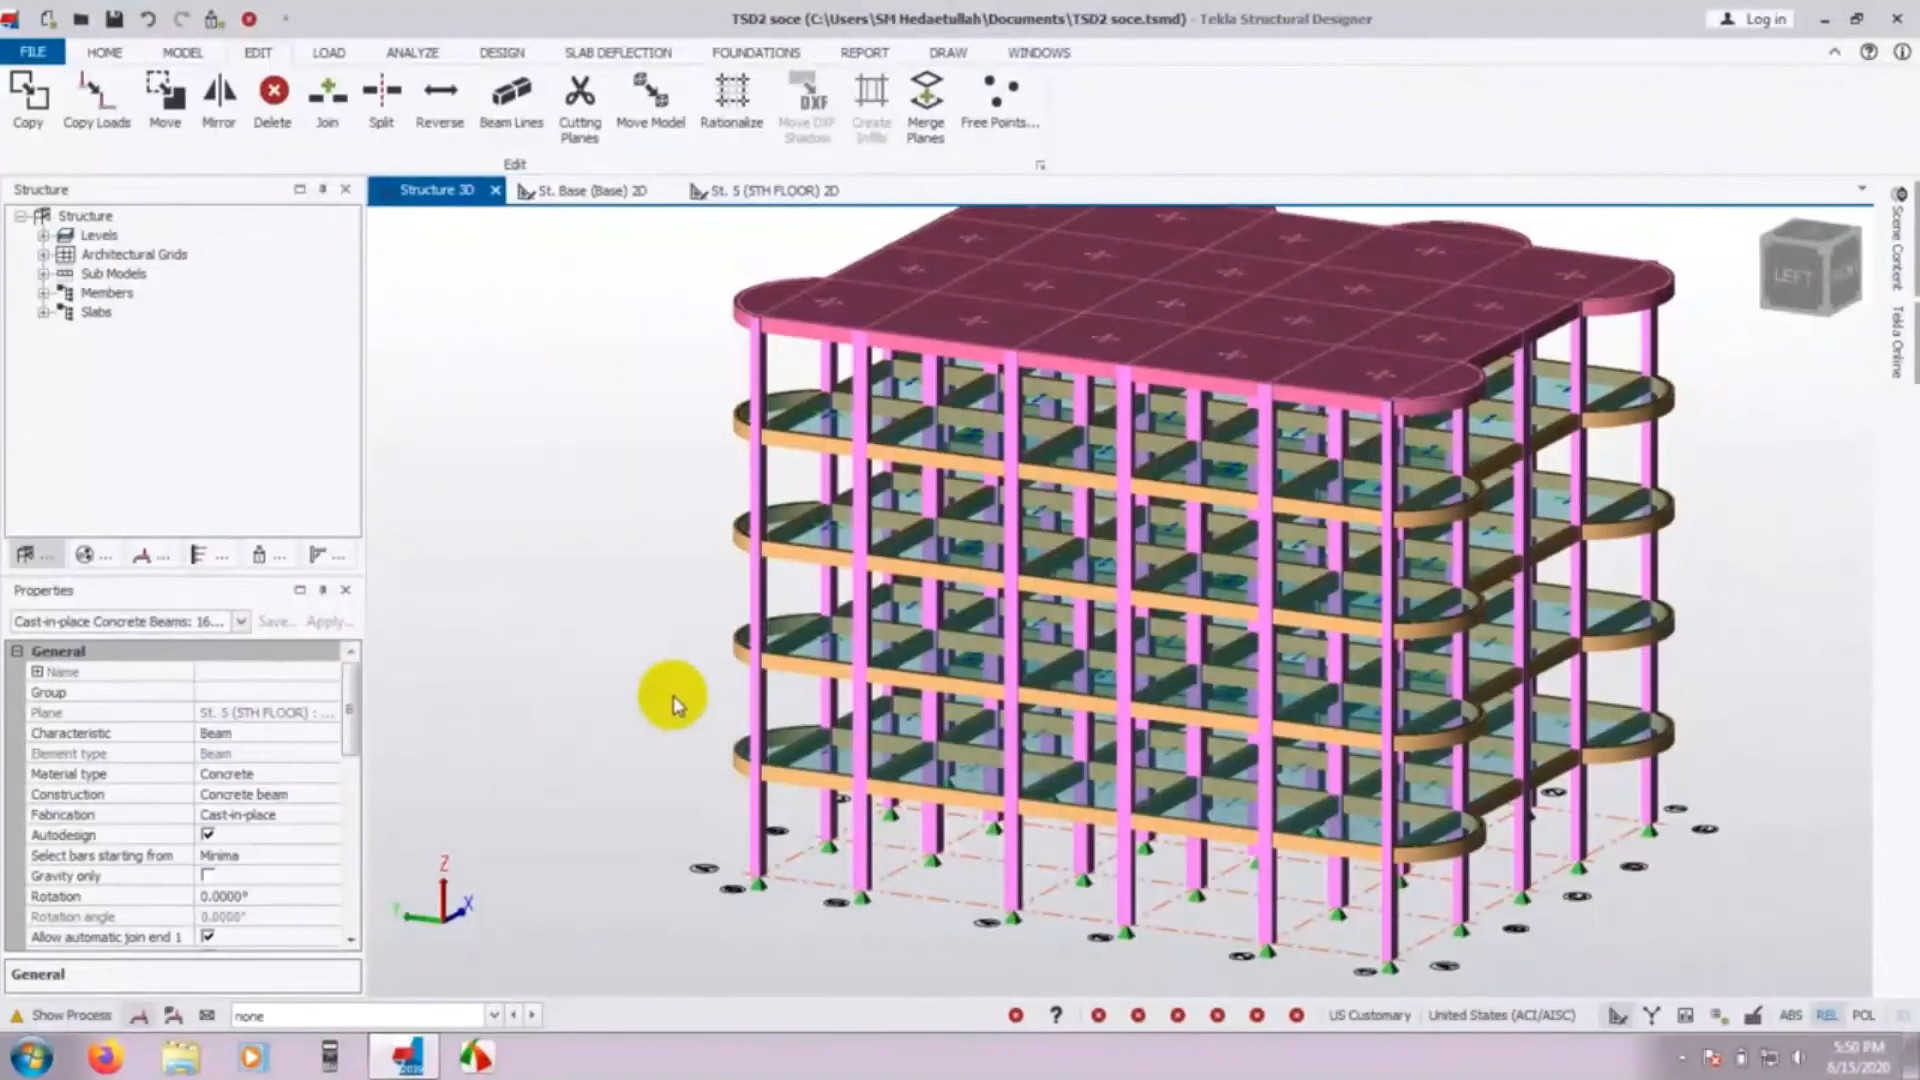 TSD2 soce (C:\Users\SM Hedaetullah\Documents\TSD2 soce.tsmd) - Tekla Structural Designer
Log in
FILE HOME MODEL EDIT LOAD ANALYZE DESIGN SLAB DEFLECTION FOUNDATIONS REPORT DRAW WINDOWS
Copy
Copy Loads
Move
Mirror
Delete
Join
Split
Reverse
Beam Lines
Cutting
Planes
Move Model
Rationalize
DXF
Move DXF
Shadow
Create
Infills
Merge
Planes
Free Points...
Edit
Structure
Structure 3D
St. Base (Base) 2D
St. 5 (5TH FLOOR) 2D
Structure
Levels
Architectural Grids
Sub Models
Members
Slabs
LEFT
Scene Content
Tekla Online
Properties
Cast-in-place Concrete Beams: 16...
Save...
Apply...
General
Name
Group
Plane St. 5 (5TH FLOOR) : ...
Characteristic Beam
Element type Beam
Material type Concrete
Construction Concrete beam
Fabrication Cast-in-place
Autodesign
Select bars starting from Minima
Gravity only
Rotation 0.0000°
Rotation angle 0.0000°
Allow automatic join end 1
General
Z
Y
X
Show Process
none
US Customary
United States (ACI/AISC)
ABS
REL
POL
2019
5:50 PM
6/15/2020